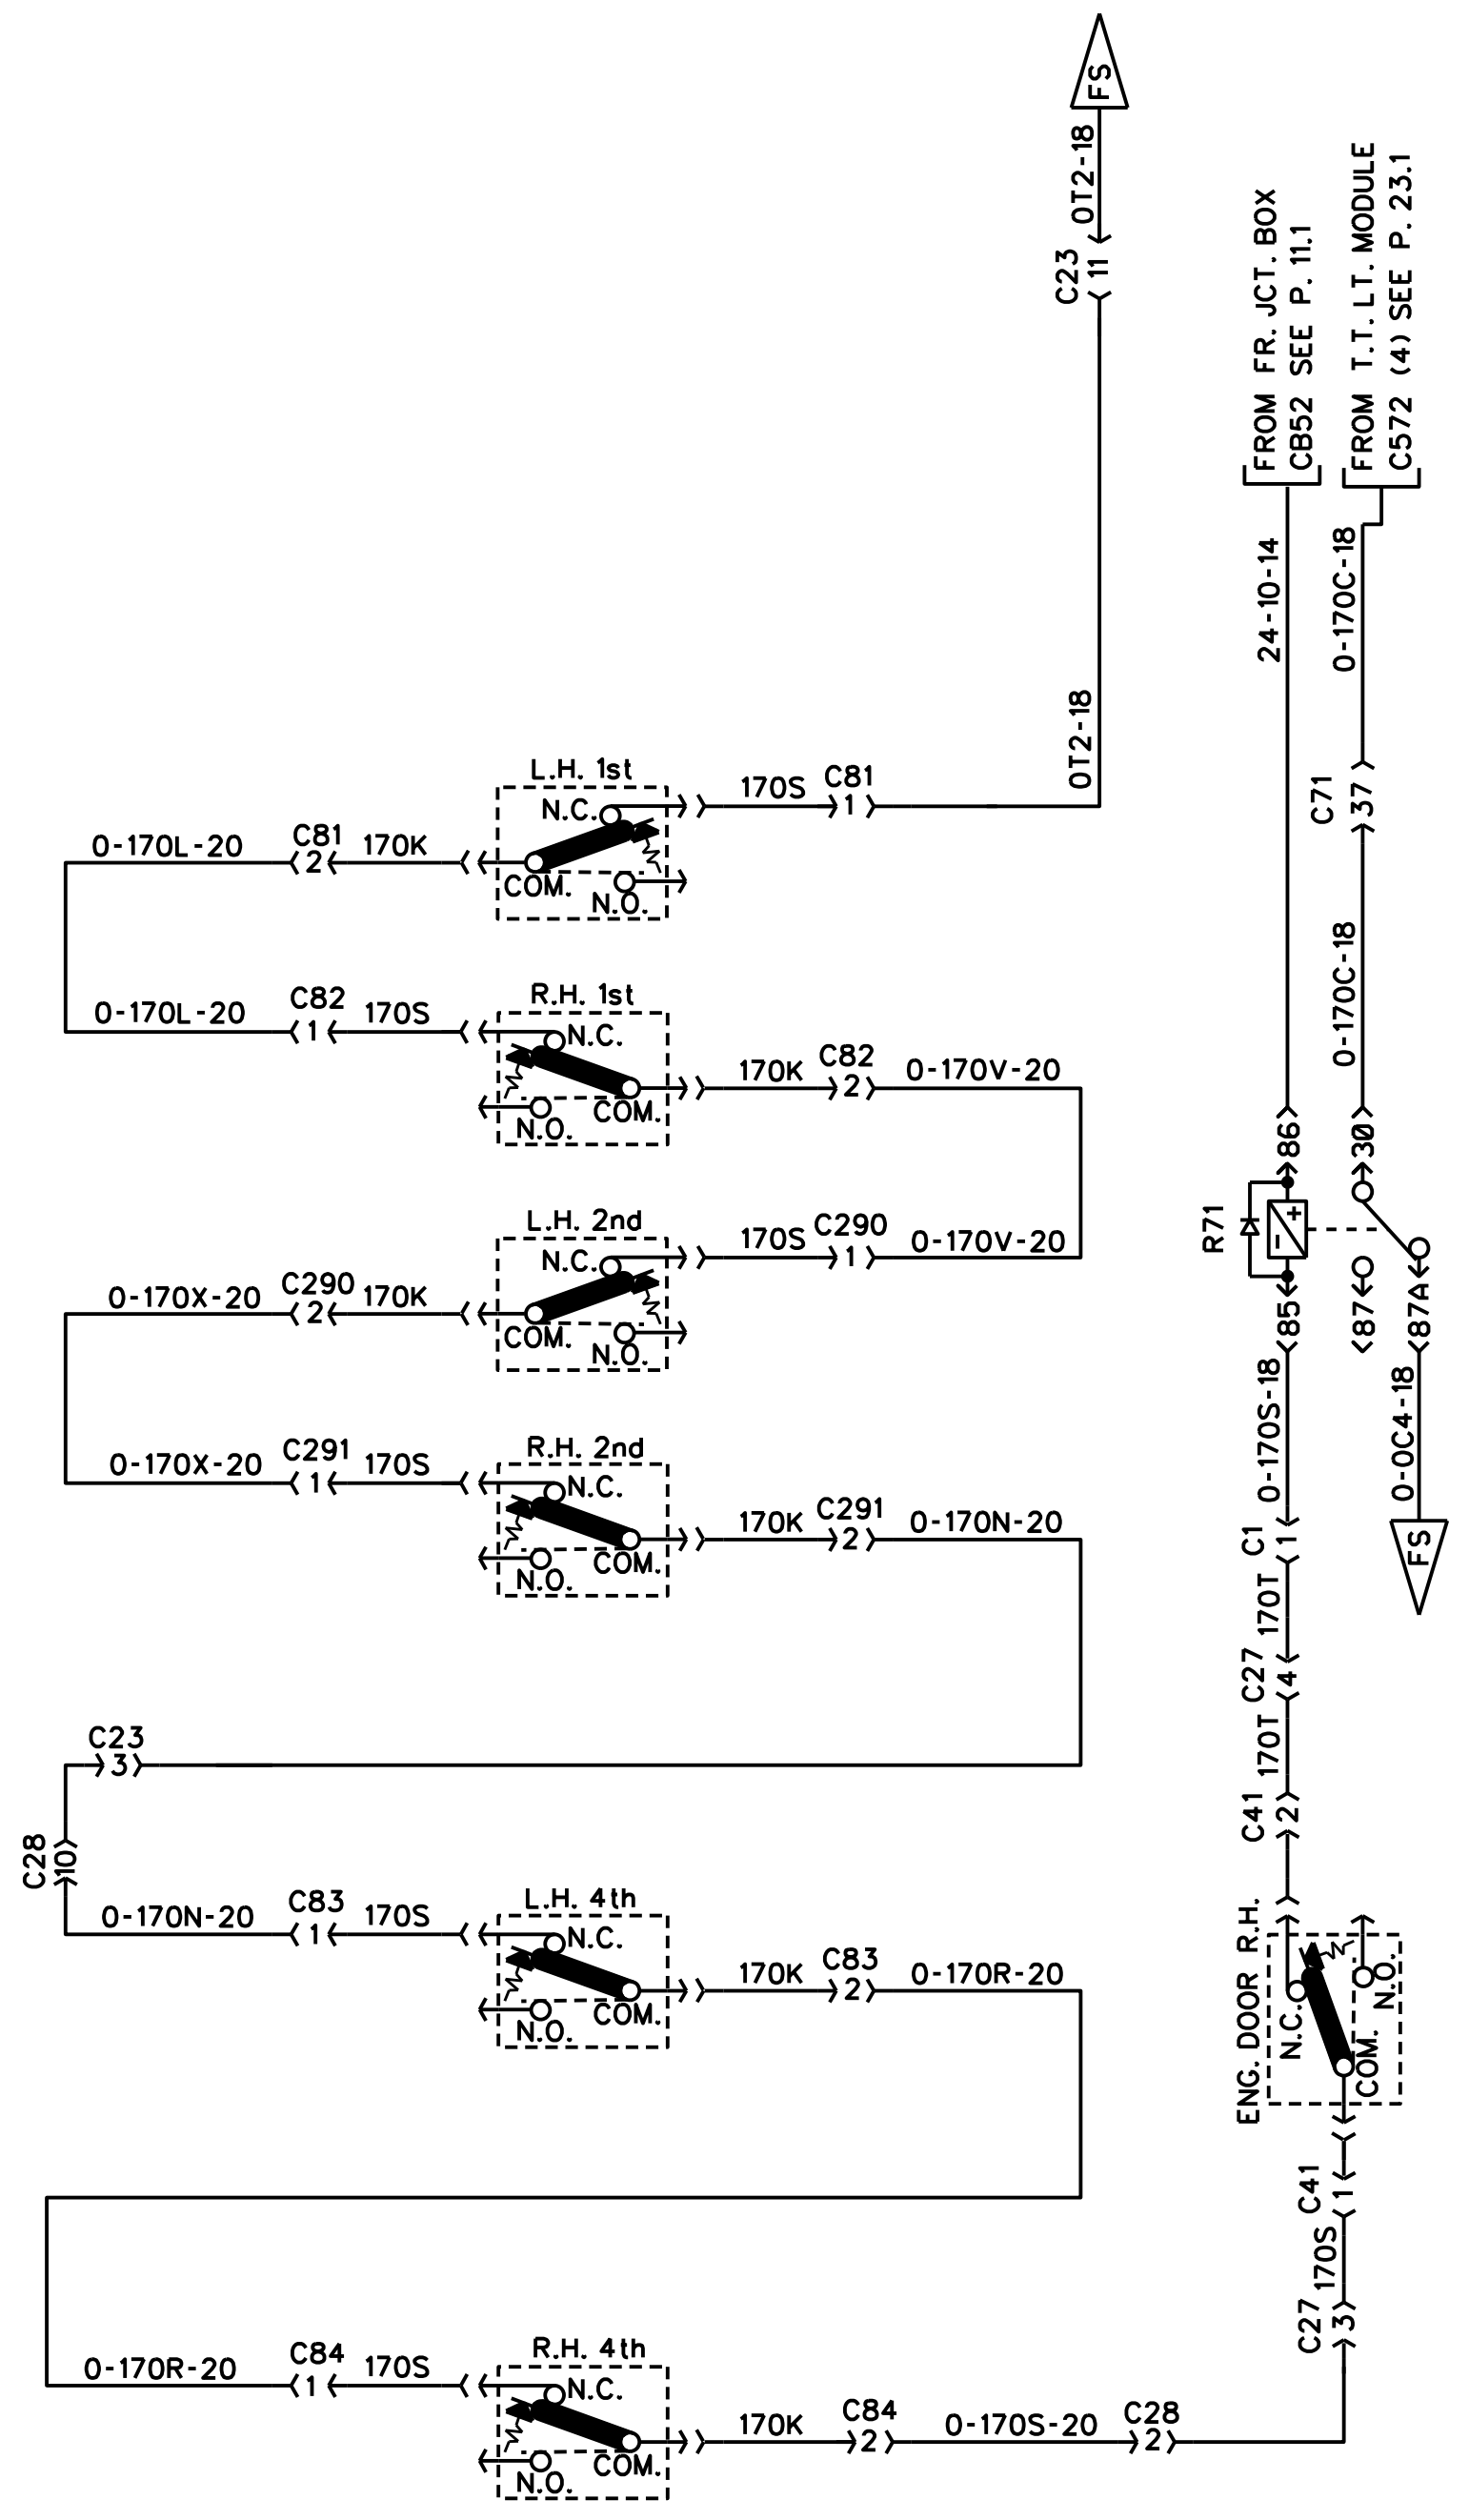 FS
0T2-18
C23
11
FROM FR. JCT. BOX
CB52 SEE P. 11.1
FROM T.T. LT. MODULE
C572 (4) SEE P. 23.1
24-10-14
0-170C-18
0T2-18
L.H. 1st
N.C.
COM.
N.O.
170S
C81
1
0-170L-20
C81
2
170K
C71
37
0-170C-18
R.H. 1st
0-170L-20
C82
1
170S
N.C.
COM.
N.O.
170K
C82
2
0-170V-20
86
30
R71
+
-
85
87
87A
L.H. 2nd
N.C.
COM.
N.O.
170S
C290
1
0-170V-20
0-170X-20
C290
2
170K
0-170S-18
0-0C4-18
FS
R.H. 2nd
0-170X-20
C291
1
170S
N.C.
COM.
N.O.
170K
C291
2
0-170N-20
C1
1
170T
C27
4
170T
C41
2
C23
3
C28
10
L.H. 4th
0-170N-20
C83
1
170S
N.C.
COM.
N.O.
170K
C83
2
0-170R-20
ENG. DOOR R.H.
N.C.
COM.
N.O.
C41
1
170S
C27
3
R.H. 4th
0-170R-20
C84
1
170S
N.C.
COM.
N.O.
170K
C84
2
0-170S-20
C28
2